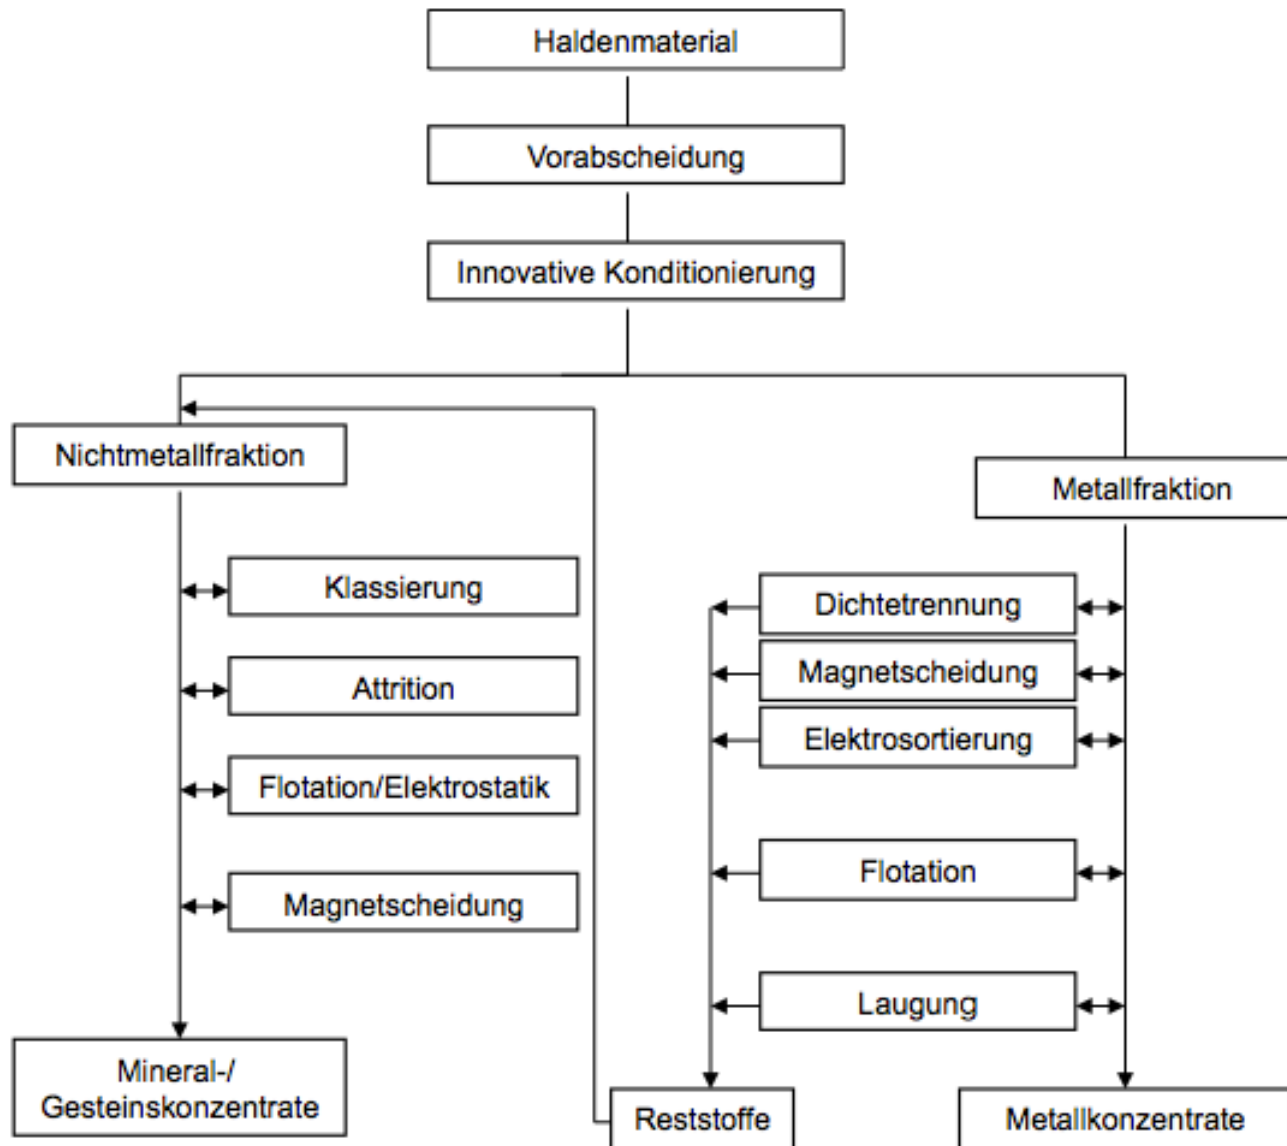 Haldenmaterial
Vorabscheidung
Innovative Konditionierung
Nichtmetallfraktion
Metallfraktion
Klassierung
Attrition
Flotation/Elektrostatik
Magnetscheidung
Dichtetrennung
Magnetscheidung
Elektrosortierung
Flotation
Laugung
Mineral-/
Gesteinskonzentrate
Reststoffe
Metallkonzentrate